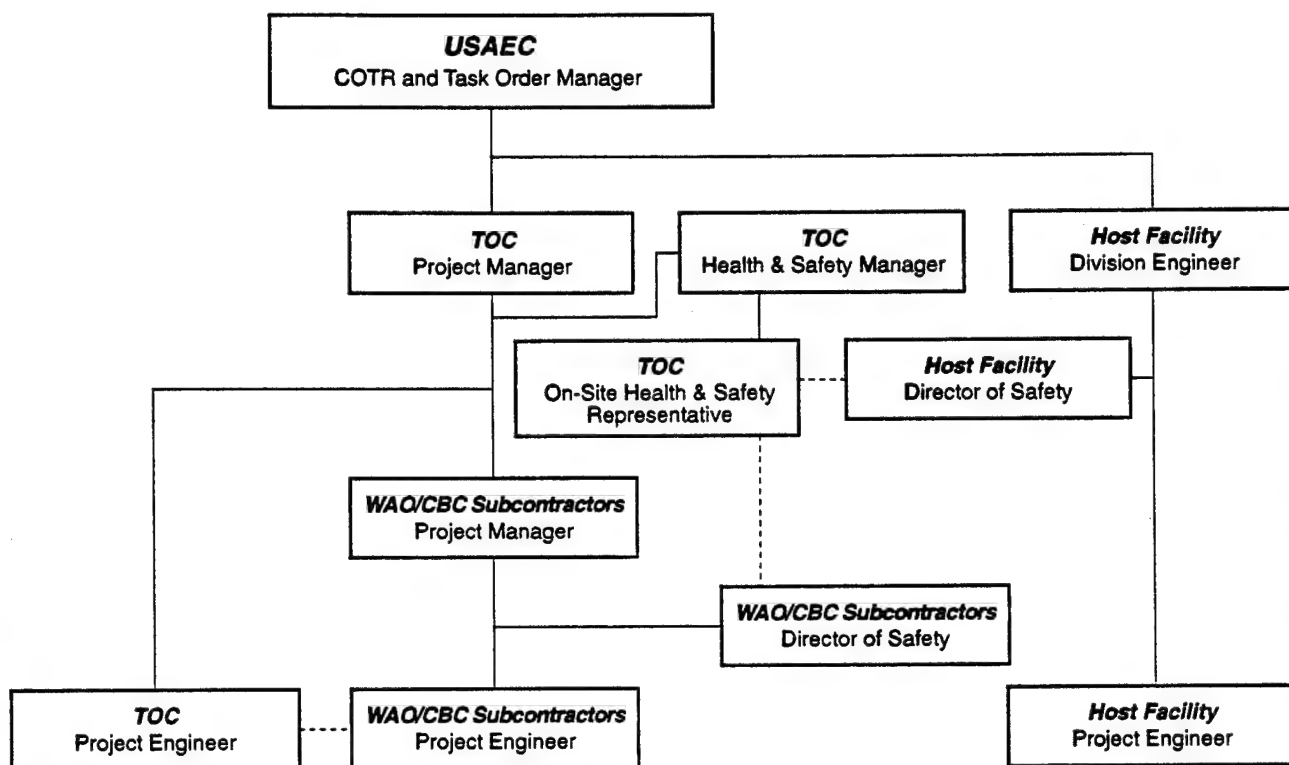 USAEC
COTR and Task Order Manager
TOC
Project Manager
TOC
Health & Safety Manager
Host Facility
Division Engineer
TOC
On-Site Health & Safety
Representative
Host Facility
Director of Safety
WAO/CBC Subcontractors
Project Manager
WAO/CBC Subcontractors
Director of Safety
TOC
Project Engineer
WAO/CBC Subcontractors
Project Engineer
Host Facility
Project Engineer